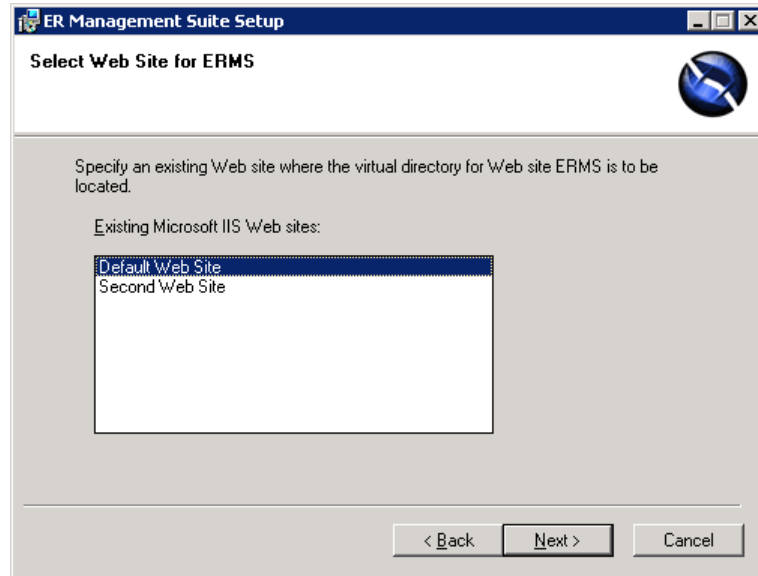 ER Management Suite Setup
Select Web Site for ERMS
Specify an existing Web site where the virtual directory for Web site ERMS is to be
located.
Existing Microsoft IIS Web sites:
Default Web Site
Second Web Site
< Back
Next >
Cancel